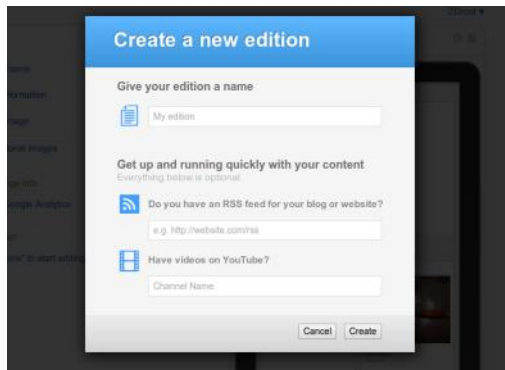 Create a new edition
Give your edition a name
My edition
Get up and running quickly with your content
Everything below is optional
Do you have an RSS feed for your blog or website?
e.g. http://website.com/rss
Have videos on YouTube?
Channel Name
Cancel
Create
Google Analytics